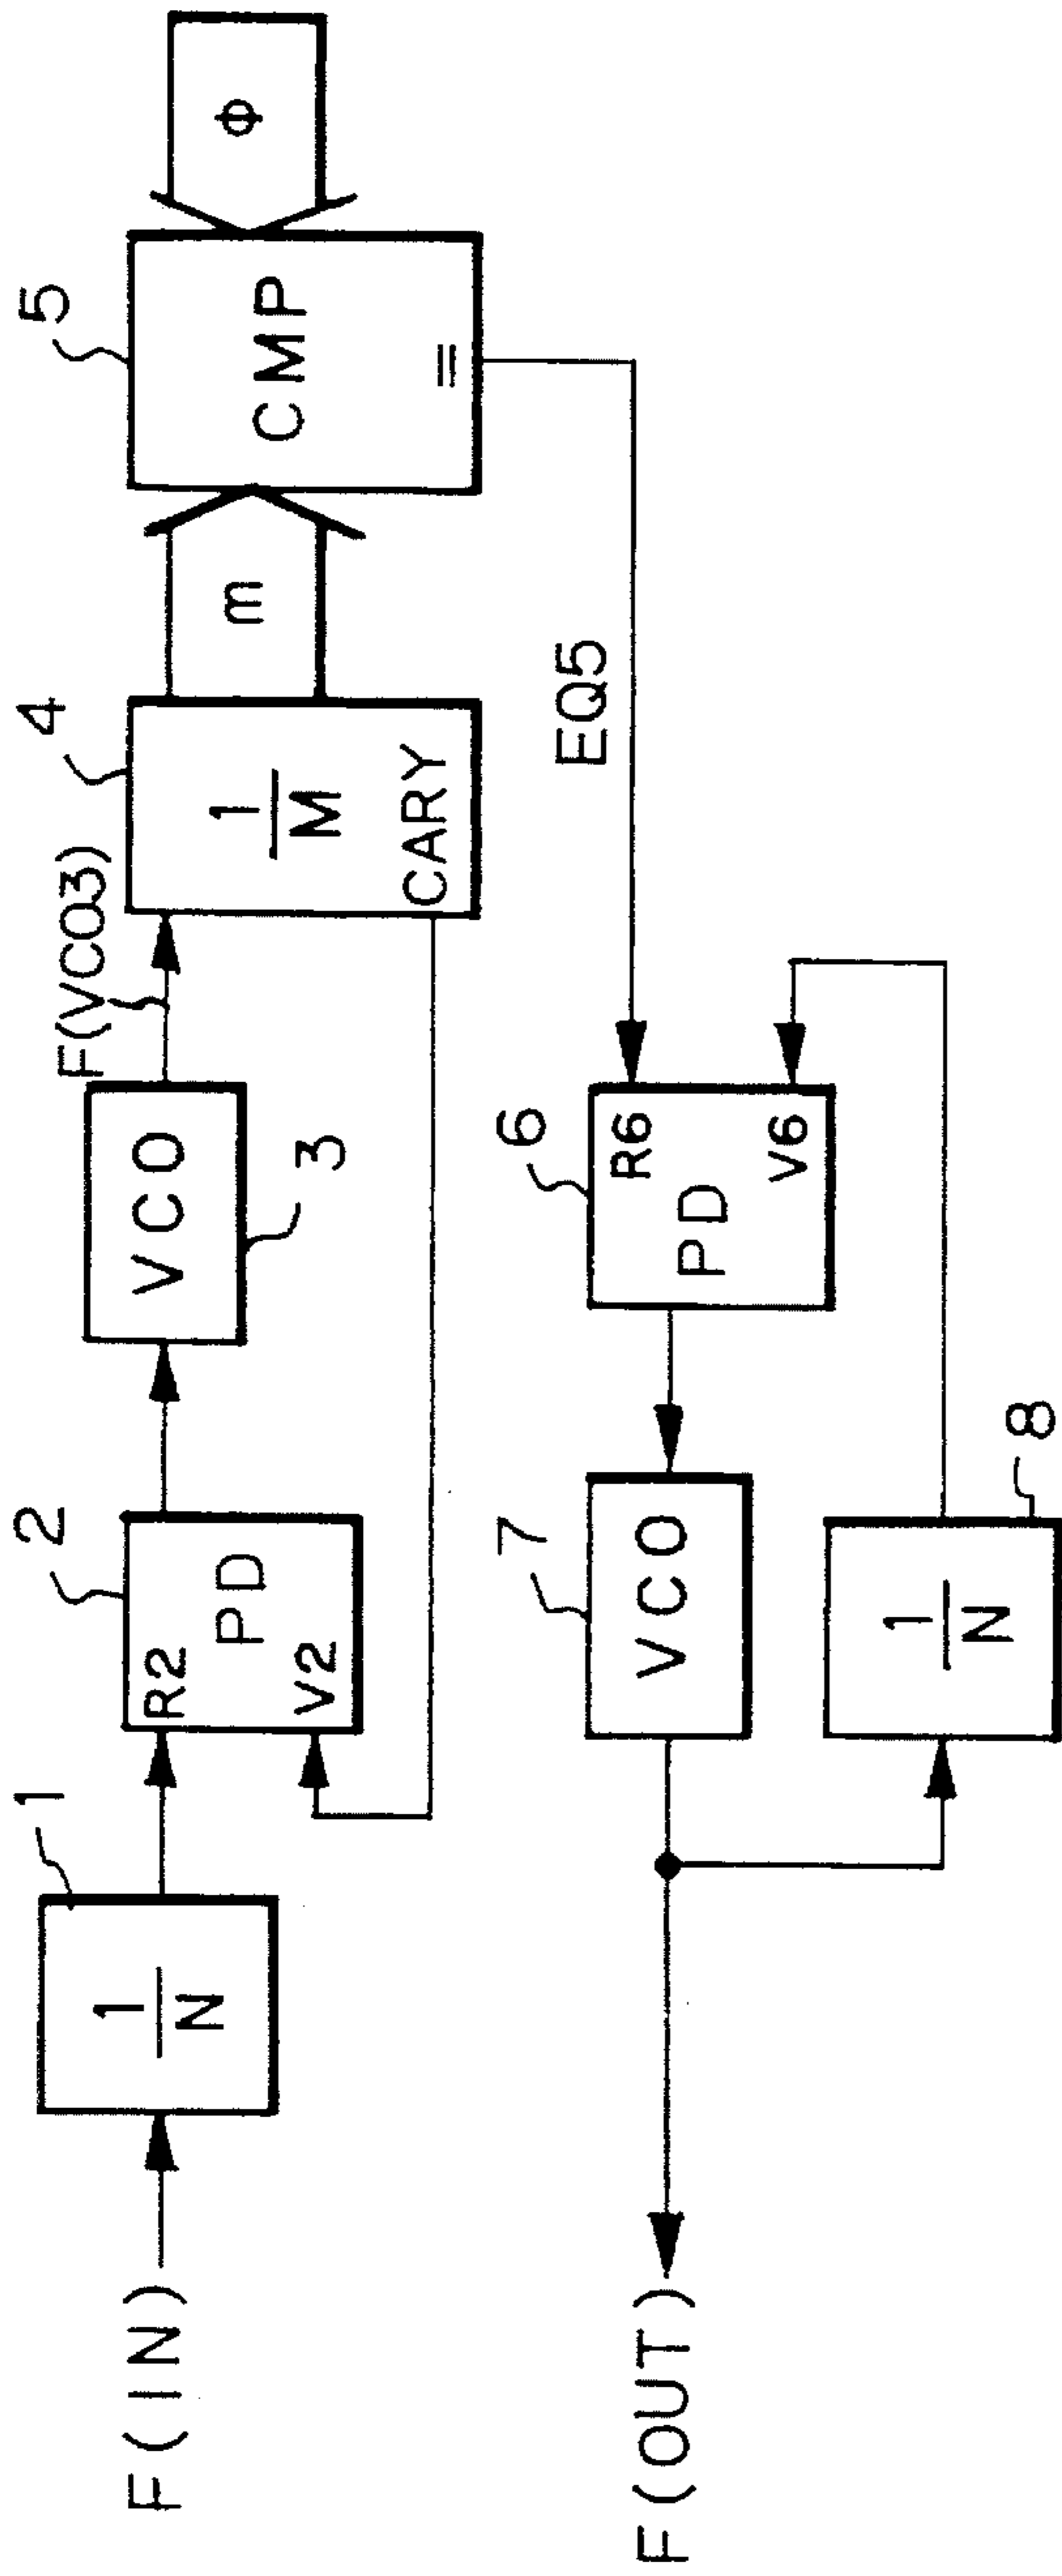 F(IN)
1
1
N
2
R2
PD
V2
VCO
3
F(VCO3)
4
1
M
CARY
m
5
CMP
=
Φ
EQ5
6
R6
PD
V6
7
VCO
8
1
N
F(OUT)